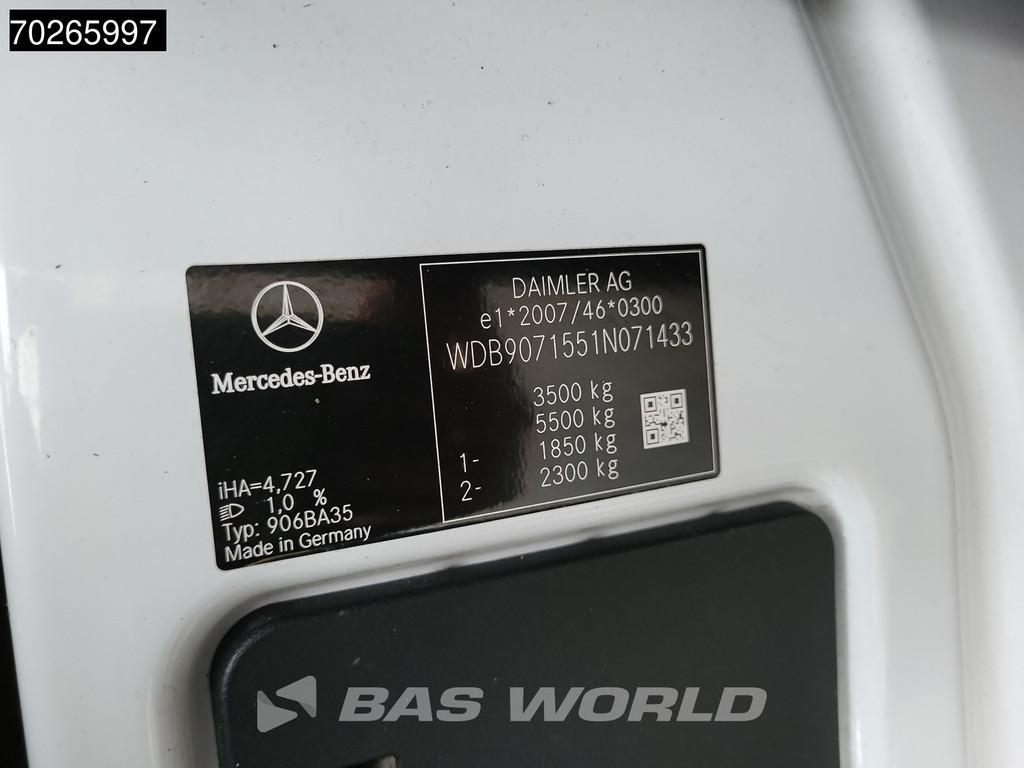 70265997
Mercedes-Benz
iHA=4,727
1,0 %
Typ: 906BA35
Made in Germany
DAIMLER AG
e1*2007/46*0300
WDB9071551N071433
3500 kg
5500 kg
1- 1850 kg
2- 2300 kg
BAS WORLD